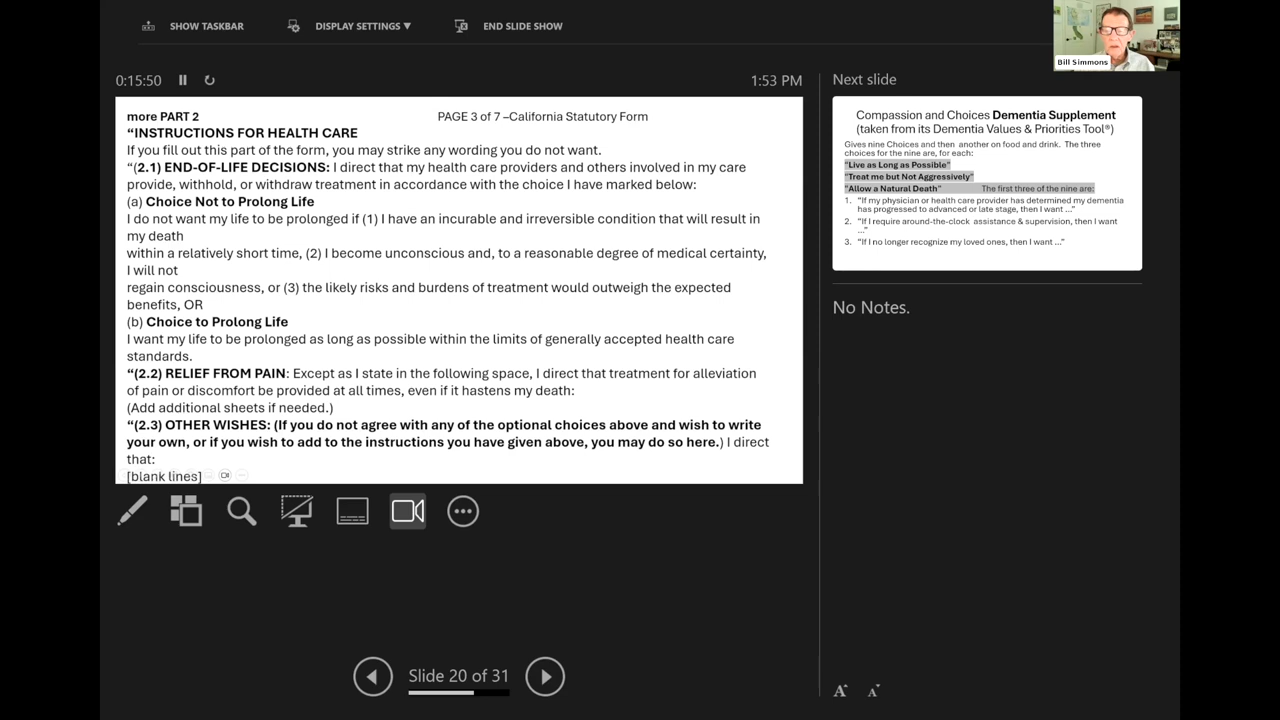 SHOW TASKBAR
DISPLAY SETTINGS ▼
END SLIDE SHOW
Bill Simmons
0:15:50
1:53 PM
more PART 2
PAGE 3 of 7 –California Statutory Form
“INSTRUCTIONS FOR HEALTH CARE
If you fill out this part of the form, you may strike any wording you do not want.
“(2.1) END-OF-LIFE DECISIONS: I direct that my health care providers and others involved in my care
provide, withhold, or withdraw treatment in accordance with the choice I have marked below:
(a) Choice Not to Prolong Life
I do not want my life to be prolonged if (1) I have an incurable and irreversible condition that will result in
my death
within a relatively short time, (2) I become unconscious and, to a reasonable degree of medical certainty,
I will not
regain consciousness, or (3) the likely risks and burdens of treatment would outweigh the expected
benefits, OR
(b) Choice to Prolong Life
I want my life to be prolonged as long as possible within the limits of generally accepted health care
standards.
“(2.2) RELIEF FROM PAIN: Except as I state in the following space, I direct that treatment for alleviation
of pain or discomfort be provided at all times, even if it hastens my death:
(Add additional sheets if needed.)
“(2.3) OTHER WISHES: (If you do not agree with any of the optional choices above and wish to write
your own, or if you wish to add to the instructions you have given above, you may do so here.) I direct
that:
[blank lines]
Slide 20 of 31
Next slide
Compassion and Choices Dementia Supplement
(taken from its Dementia Values & Priorities Tool®)
Gives nine Choices and then another on food and drink. The three
choices for the nine are, for each:
“Live as Long as Possible”
“Treat me but Not Aggressively”
“Allow a Natural Death” The first three of the nine are:
1. “If my physician or health care provider has determined my dementia
has progressed to advanced or late stage, then I want ...”
2. “If I require around-the-clock assistance & supervision, then I want
...”
3. “If I no longer recognize my loved ones, then I want ...”
No Notes.
A A